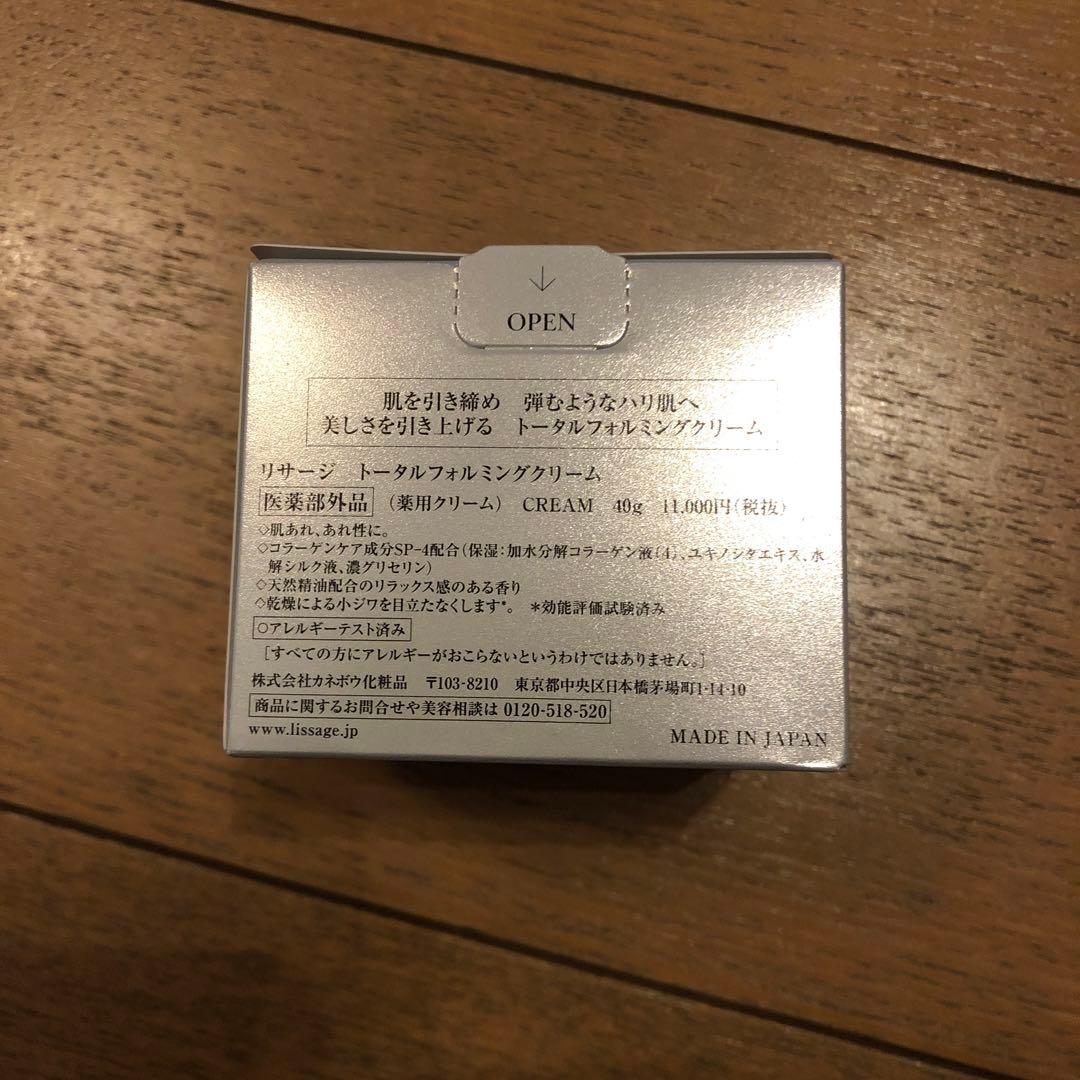 ↓
OPEN
肌を引き締め　弾むようなハリ肌へ
美しさを引き上げる　トータルフォルミングクリーム
リサージ　トータルフォルミングクリーム
医薬部外品（薬用クリーム）　CREAM　40g　11,000円（税抜）
◇肌あれ、あれ性に。
◇コラーゲンケア成分SP-4配合（保湿：加水分解コラーゲン液（4）、ユキノシタエキス、水
解シルク液、濃グリセリン）
◇天然精油配合のリラックス感のある香り
◇乾燥による小ジワを目立たなくします*。　＊効能評価試験済み
○アレルギーテスト済み
［すべての方にアレルギーがおこらないというわけではありません。］
株式会社カネボウ化粧品　〒103-8210　東京都中央区日本橋茅場町1-14-10
商品に関するお問合せや美容相談は 0120-518-520
www.lissage.jp
MADE IN JAPAN